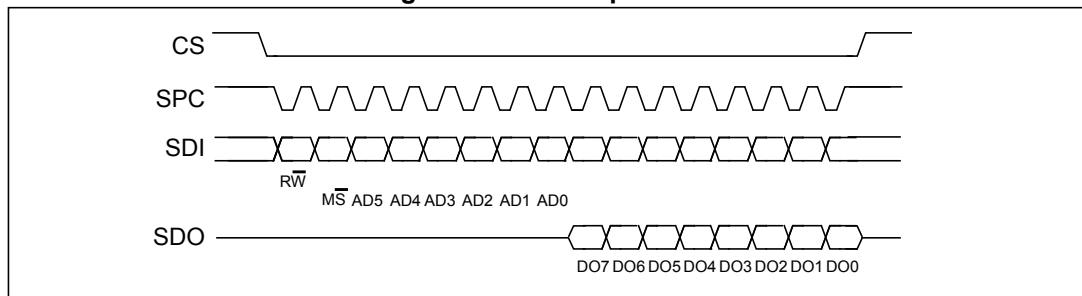 CS
SPC
SDI
RW̅
MS̅ AD5 AD4 AD3 AD2 AD1 AD0
SDO
DO7 DO6 DO5 DO4 DO3 DO2 DO1 DO0